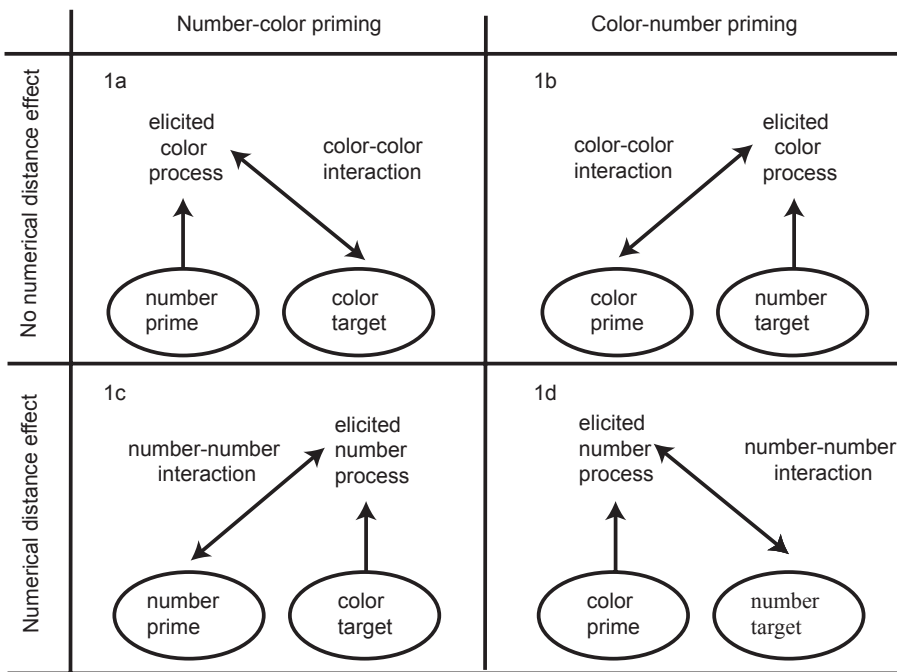 Number-color priming
Color-number priming
No numerical distance effect
1a
elicited
color
process
color-color
interaction
number
prime
color
target
1b
color-color
interaction
elicited
color
process
color
prime
number
target
Numerical distance effect
1c
number-number
interaction
elicited
number
process
number
prime
color
target
1d
elicited
number
process
number-number
interaction
color
prime
number
target